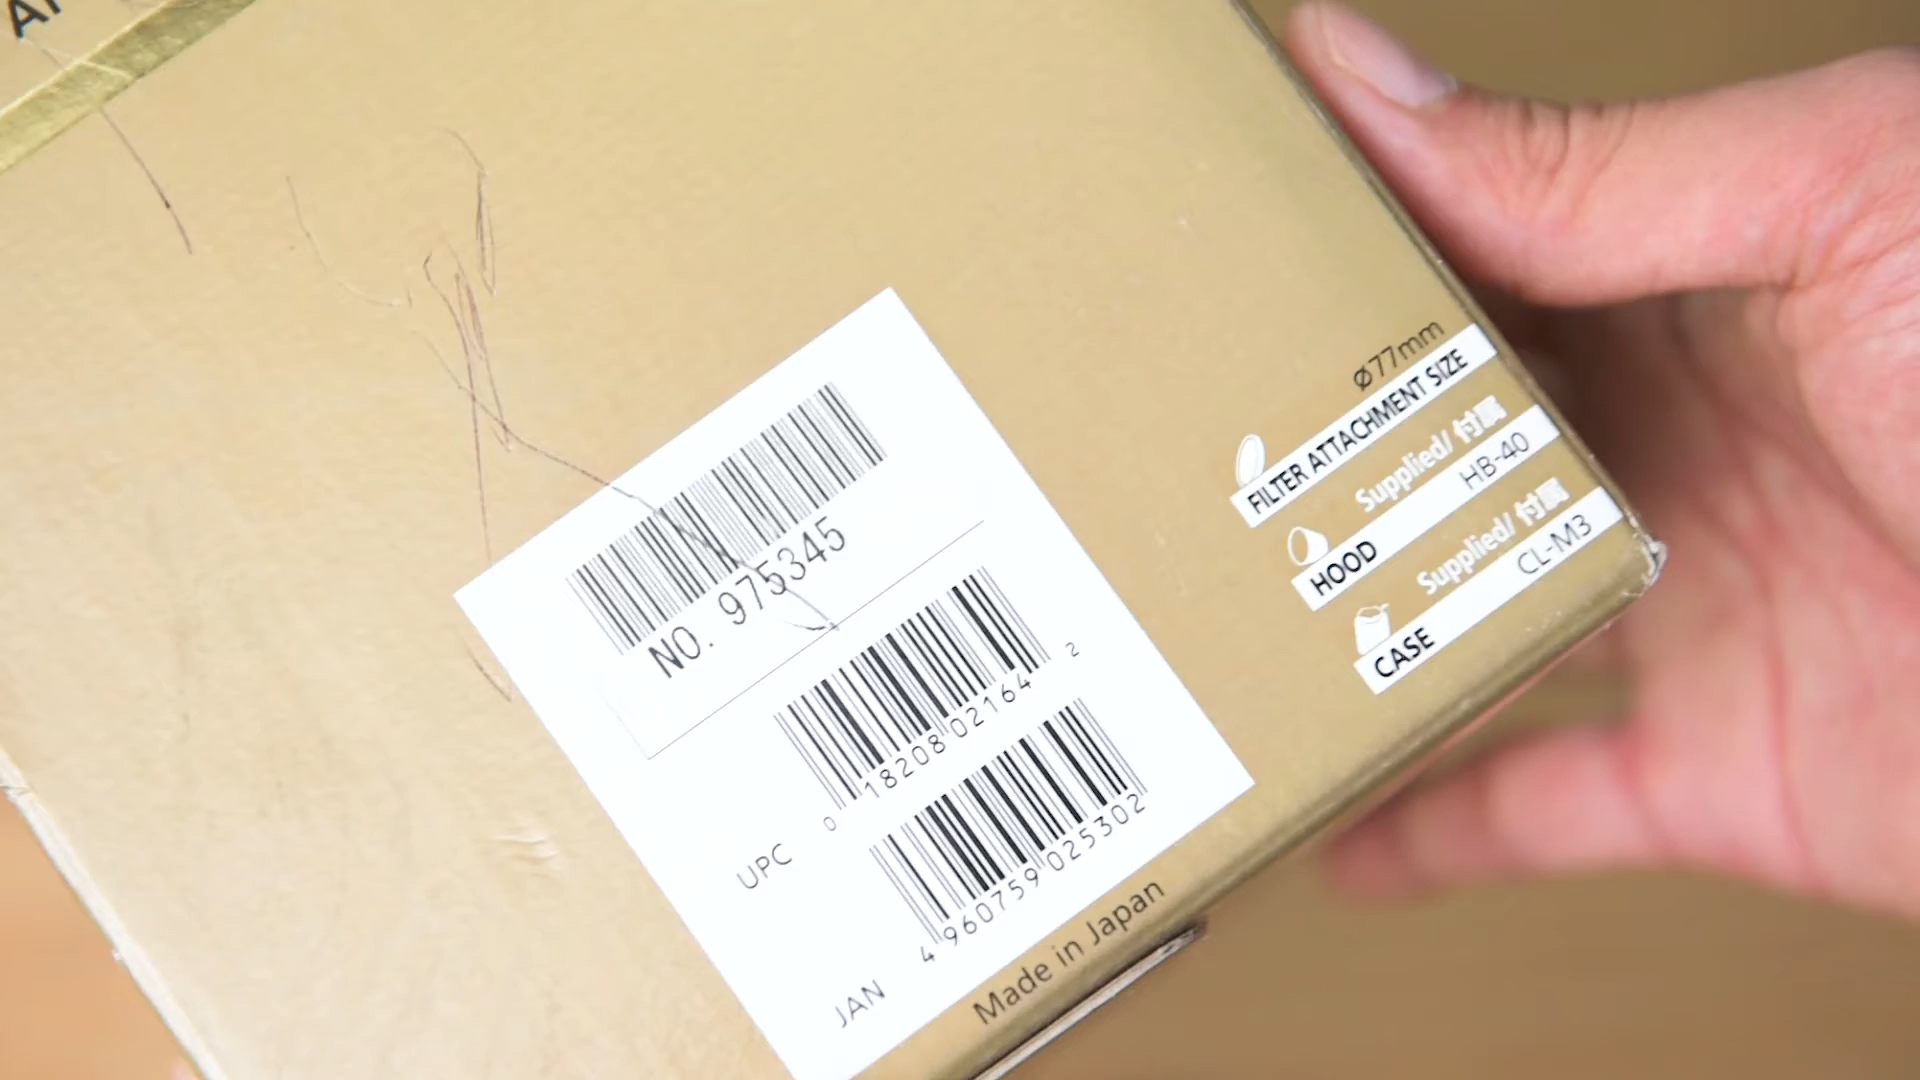 NO. 975345
UPC
0 18208 02164 2
JAN
4 960759 025302
Made in Japan
ø77mm
FILTER ATTACHMENT SIZE
Supplied/ 付属
HOOD HB-40
Supplied/ 付属
CASE CL-M3